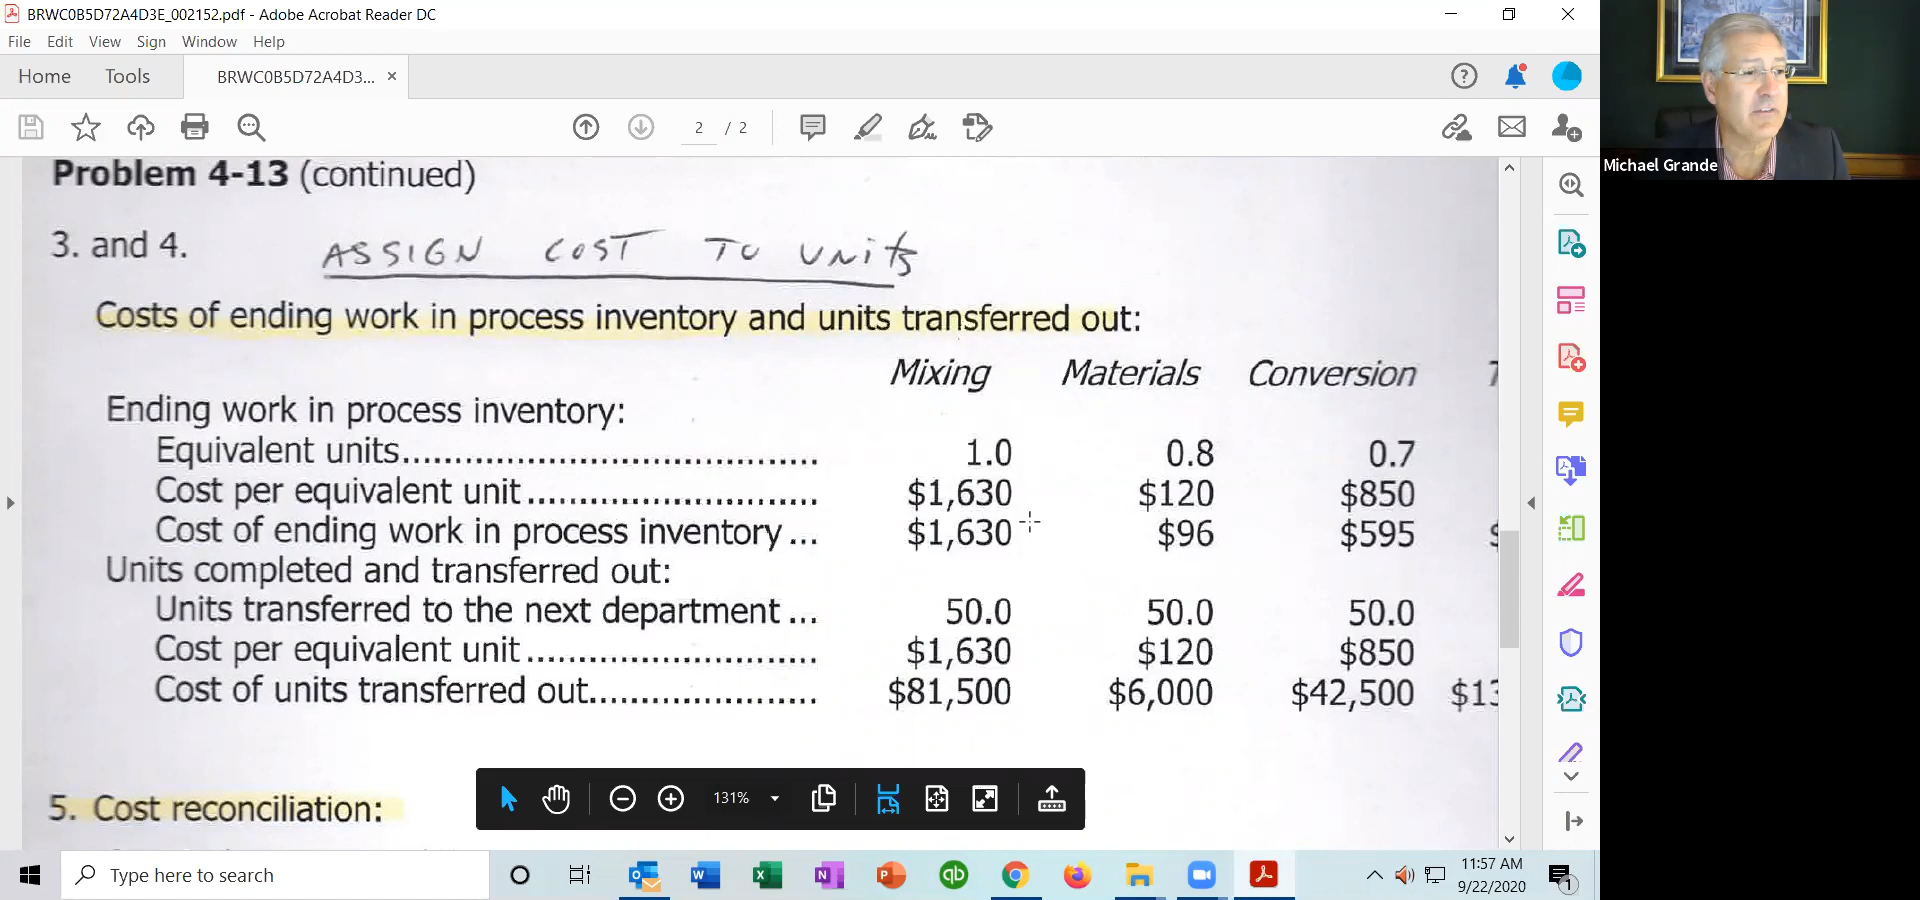 BRWC0B5D72A4D3E_002152.pdf - Adobe Acrobat Reader DC
File Edit View Sign Window Help
Home Tools BRWC0B5D72A4D3... ×
2 / 2
Michael Grande
Problem 4-13 (continued)
3. and 4. ASSIGN COST TO UNITS
Costs of ending work in process inventory and units transferred out:
Mixing Materials Conversion T
Ending work in process inventory:
Equivalent units........................................ 1.0 0.8 0.7
Cost per equivalent unit............................ $1,630 $120 $850
Cost of ending work in process inventory... $1,630 $96 $595 $
Units completed and transferred out:
Units transferred to the next department... 50.0 50.0 50.0
Cost per equivalent unit............................ $1,630 $120 $850
Cost of units transferred out...................... $81,500 $6,000 $42,500 $13
131%
5. Cost reconciliation:
Type here to search
11:57 AM
9/22/2020
1